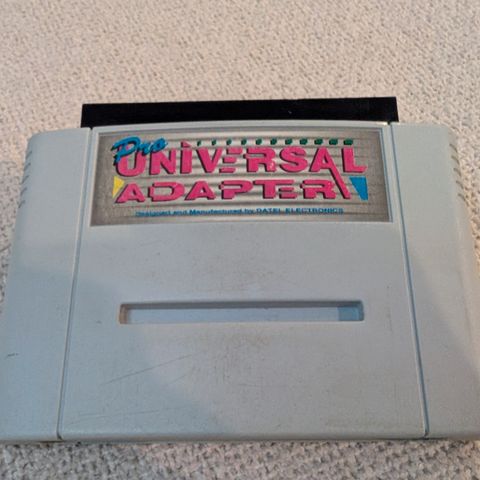 Pro
UNiVERSAL
ADAPTER
Designed and Manufactured by DATEL ELECTRONICS